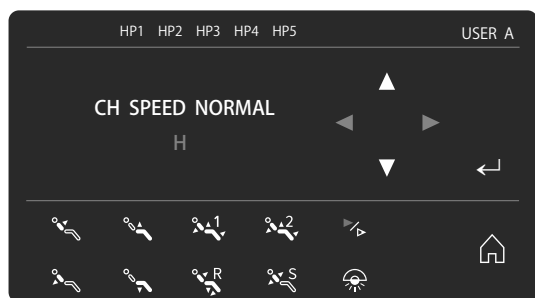 HP1 HP2 HP3 HP4 HP5 USER A
CH SPEED NORMAL
H
1 2
R S